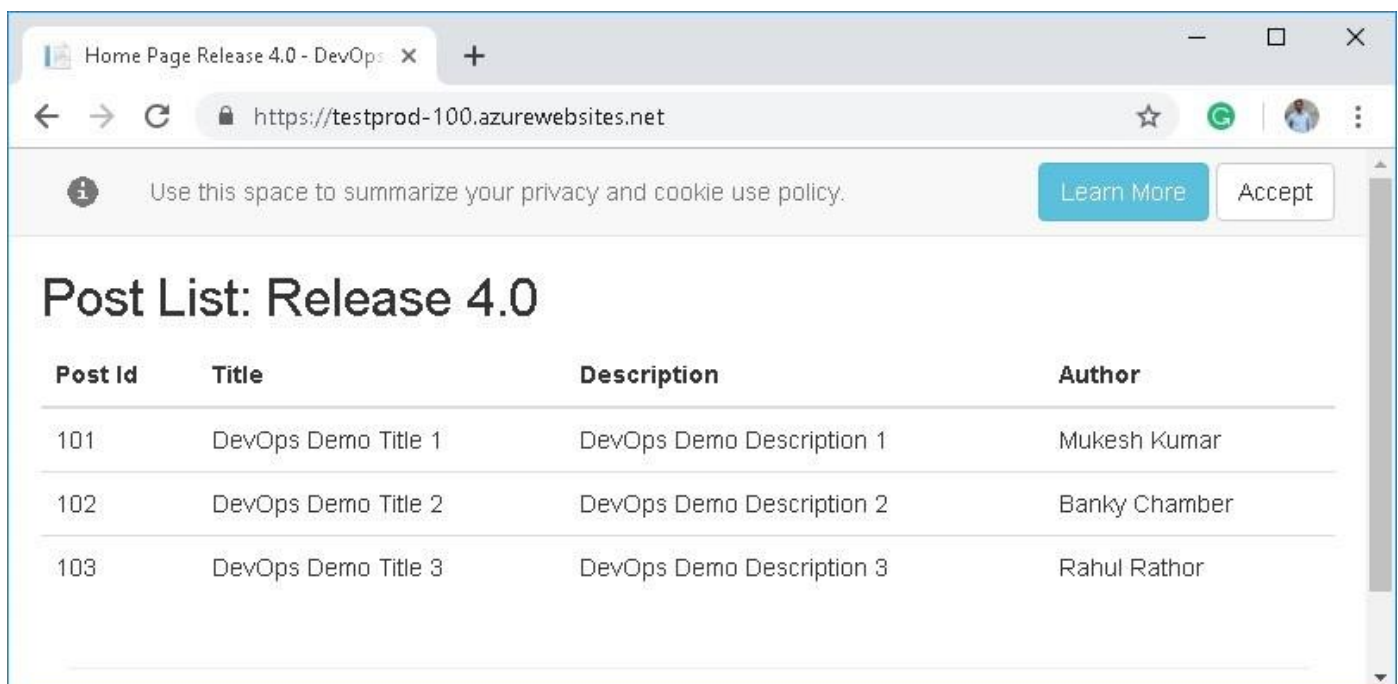 Home Page Release 4.0 - DevOps
https://testprod-100.azurewebsites.net
G
Use this space to summarize your privacy and cookie use policy. Learn More Accept
Post List: Release 4.0
Post Id Title Description Author
101 DevOps Demo Title 1 DevOps Demo Description 1 Mukesh Kumar
102 DevOps Demo Title 2 DevOps Demo Description 2 Banky Chamber
103 DevOps Demo Title 3 DevOps Demo Description 3 Rahul Rathor